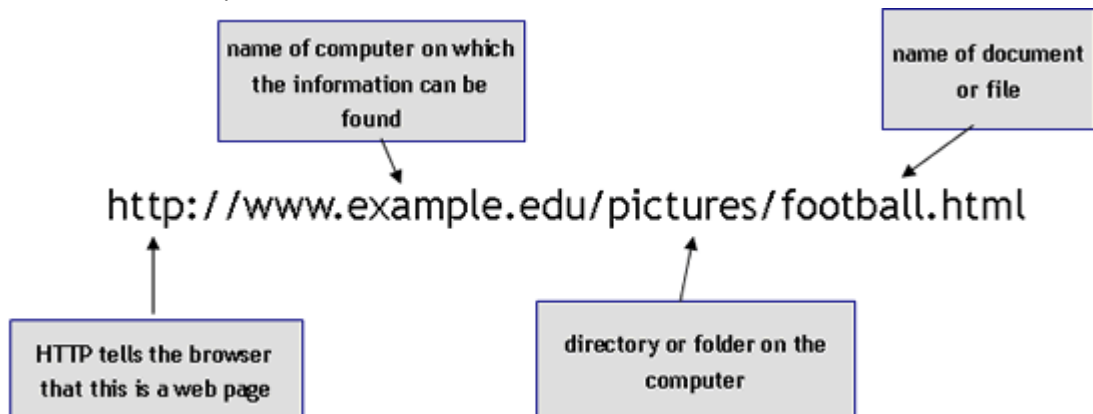 name of computer on which
the information can be
found
name of document
or file
http://www.example.edu/pictures/football.html
HTTP tells the browser
that this is a web page
directory or folder on the
computer